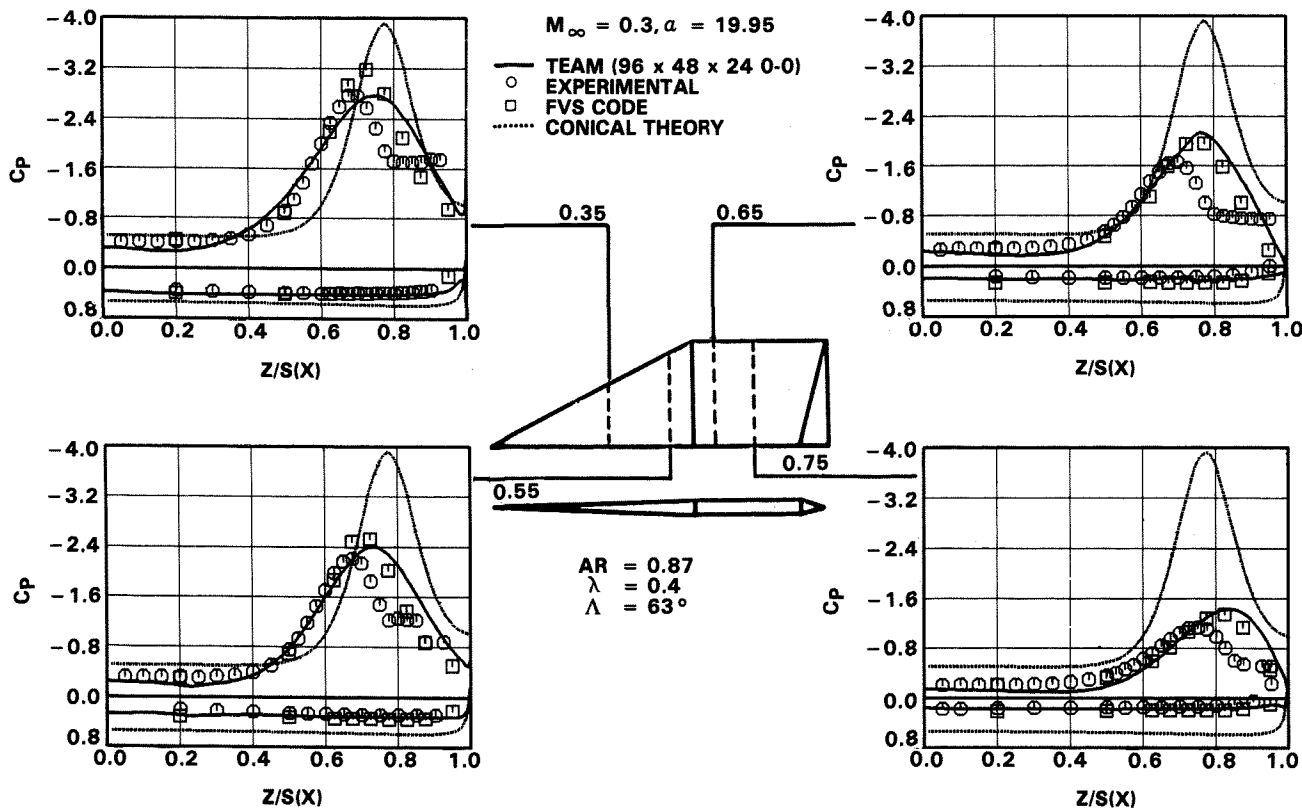 M∞ = 0.3, α = 19.95
TEAM (96 x 48 x 24 0-0)
EXPERIMENTAL
FVS CODE
CONICAL THEORY
−4.0
−3.2
−2.4
−1.6
−0.8
0.0
0.8
CP
0.0 0.2 0.4 0.6 0.8 1.0
Z/S(X)
−4.0
−3.2
−2.4
−1.6
−0.8
0.0
0.8
CP
0.0 0.2 0.4 0.6 0.8 1.0
Z/S(X)
0.35
0.65
0.55
0.75
−4.0
−3.2
−2.4
−1.6
−0.8
0.0
0.8
CP
0.0 0.2 0.4 0.6 0.8 1.0
Z/S(X)
AR = 0.87
λ = 0.4
Λ = 63°
−4.0
−3.2
−2.4
−1.6
−0.8
0.0
0.8
CP
0.0 0.2 0.4 0.6 0.8 1.0
Z/S(X)